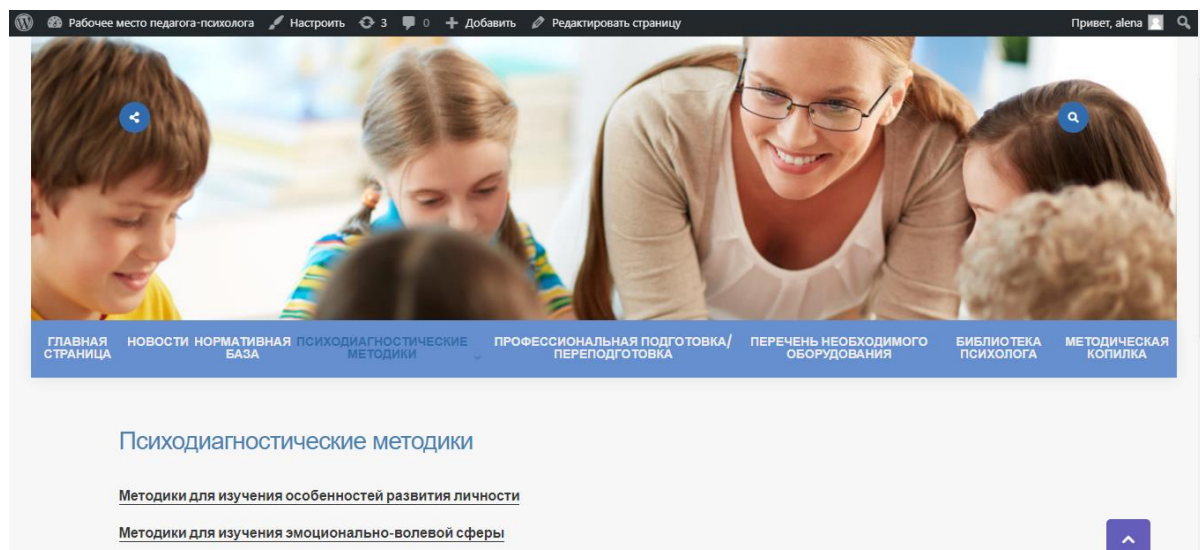 Рабочее место педагога-психолога Настроить 3 0 Добавить Редактировать страницу Привет, alena
ГЛАВНАЯ СТРАНИЦА
НОВОСТИ
НОРМАТИВНАЯ БАЗА
ПСИХОДИАГНОСТИЧЕСКИЕ МЕТОДИКИ
ПРОФЕССИОНАЛЬНАЯ ПОДГОТОВКА/ ПЕРЕПОДГОТОВКА
ПЕРЕЧЕНЬ НЕОБХОДИМОГО ОБОРУДОВАНИЯ
БИБЛИОТЕКА ПСИХОЛОГА
МЕТОДИЧЕСКАЯ КОПИЛКА
Психодиагностические методики
Методики для изучения особенностей развития личности
Методики для изучения эмоционально-волевой сферы